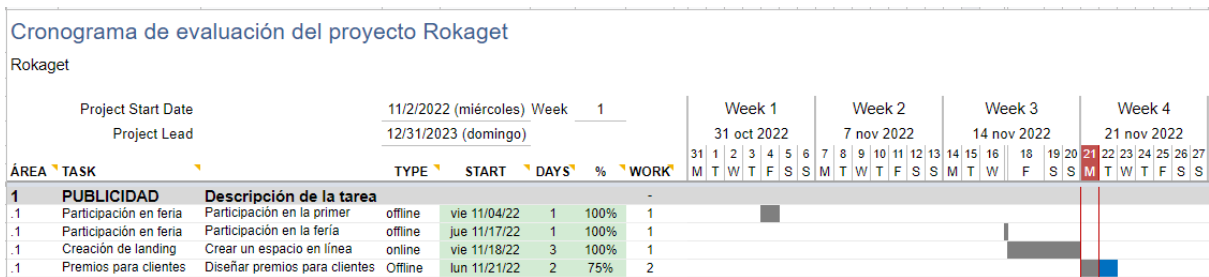 Cronograma de evaluación del proyecto Rokaget
Rokaget
Project Start Date 11/2/2022 (miércoles) Week 1 Week 1 Week 2 Week 3 Week 4
Project Lead 12/31/2023 (domingo) 31 oct 2022 7 nov 2022 14 nov 2022 21 nov 2022
31 1 2 3 4 5 6 7 8 9 10 11 12 13 14 15 16 18 19 20 21 22 23 24 25 26 27
ÁREA TASK TYPE START DAYS % WORK M T W T F S S M T W T F S S M T W F S S M T W T F S S
1 PUBLICIDAD Descripción de la tarea -
.1 Participación en feria Participación en la primer offline vie 11/04/22 1 100% 1
.1 Participación en feria Participación en la fería offline jue 11/17/22 1 100% 1
.1 Creación de landing Crear un espacio en línea online vie 11/18/22 3 100% 1
.1 Premios para clientes Diseñar premios para clientes Offline lun 11/21/22 2 75% 2